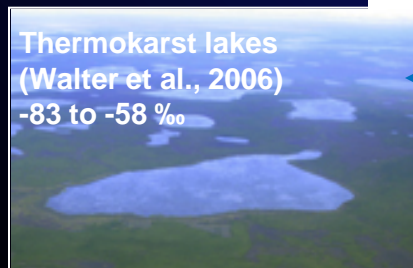 Thermokarst lakes
(Walter et al., 2006)
-83 to -58 ‰